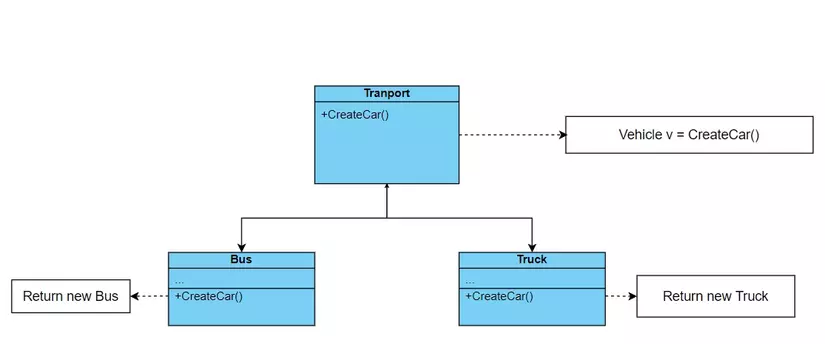 Tranport
+CreateCar()
Vehicle v = CreateCar()
Bus
...
+CreateCar()
Return new Bus
Truck
...
+CreateCar()
Return new Truck